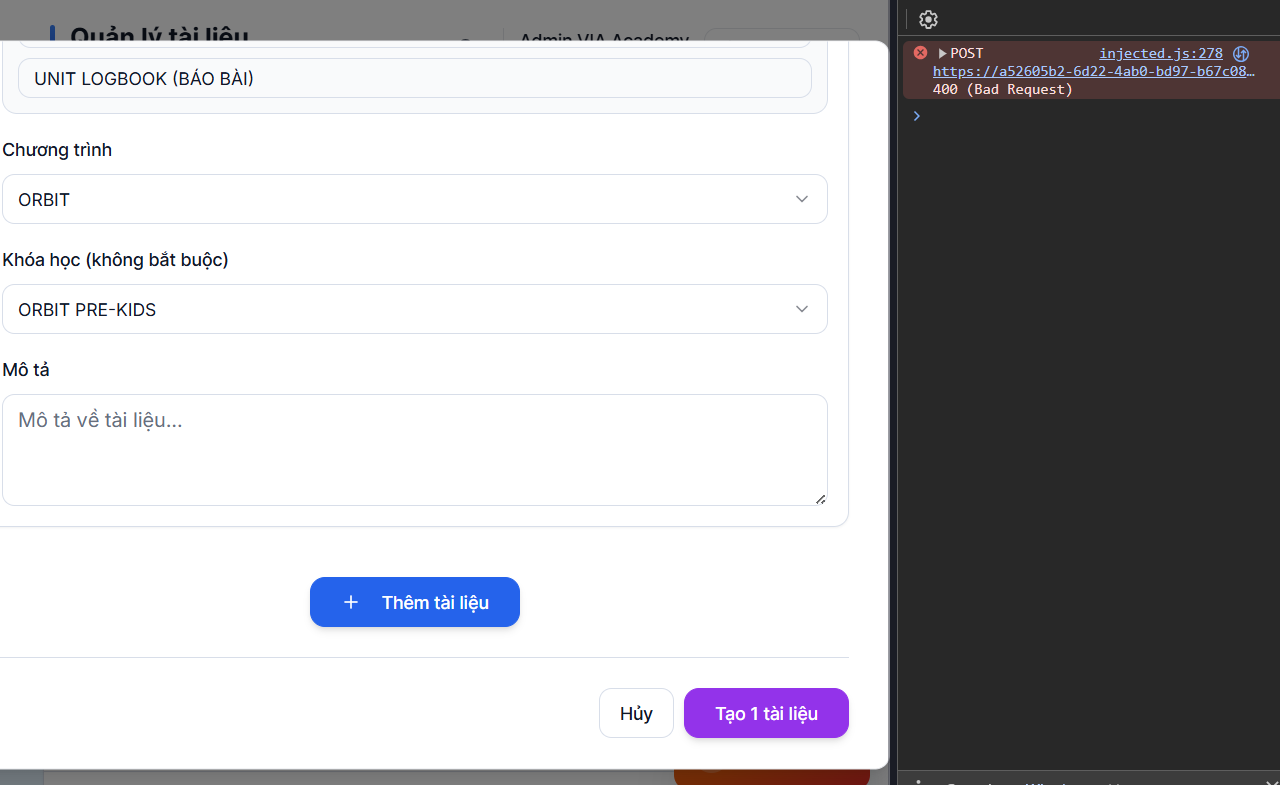 Quản lý tài liệu
Admin VIA Academy
UNIT LOGBOOK (BÁO BÀI)
Chương trình
ORBIT
Khóa học (không bắt buộc)
ORBIT PRE-KIDS
Mô tả
Mô tả về tài liệu...
+ Thêm tài liệu
Hủy
Tạo 1 tài liệu
POST injected.js:278
https://a52605b2-6d22-4ab0-bd97-b67c08…
400 (Bad Request)